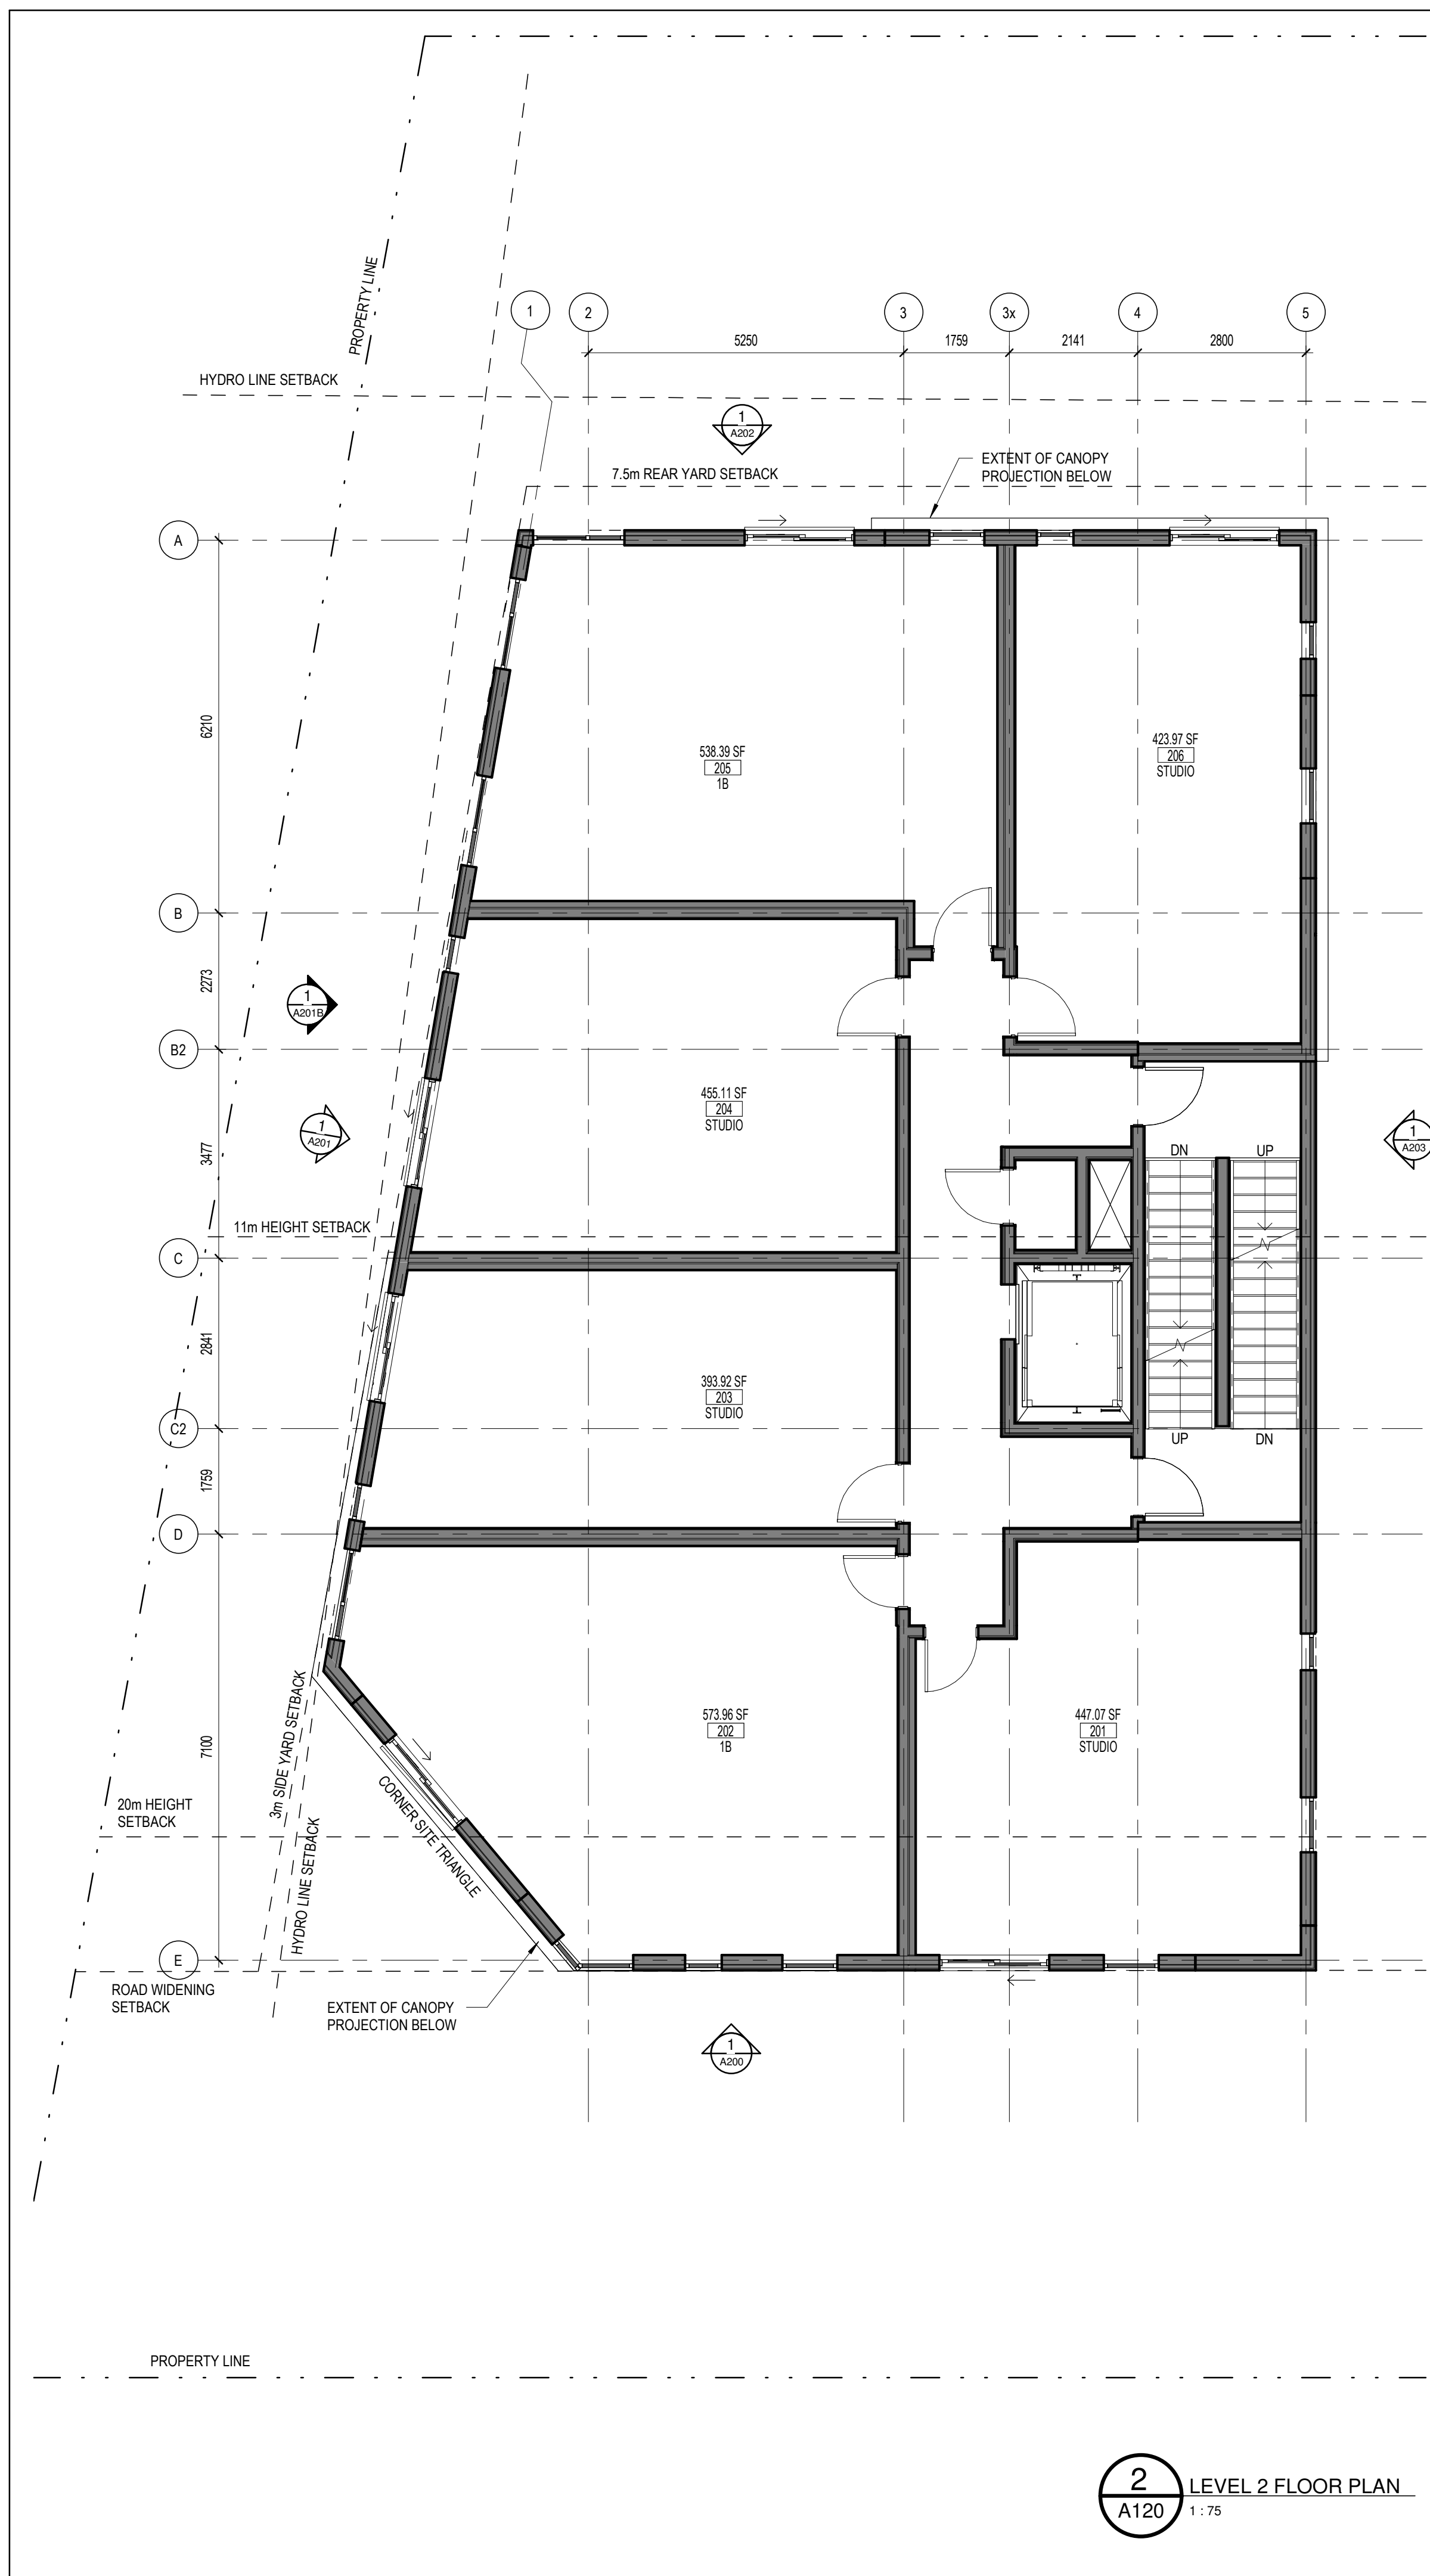 PROPERTY LINE
1
2
3
3x
4
5
5250
1759
2141
2800
HYDRO LINE SETBACK
1
A202
7.5m REAR YARD SETBACK
EXTENT OF CANOPY
PROJECTION BELOW
A
6210
538.39 SF
205
1B
423.97 SF
206
STUDIO
B
2273
1
A201B
B2
455.11 SF
204
STUDIO
1
A201
3477
1
A203
DN
UP
11m HEIGHT SETBACK
C
2841
393.92 SF
203
STUDIO
C2
UP
DN
1759
D
7100
3m SIDE YARD SETBACK
573.96 SF
202
1B
447.07 SF
201
STUDIO
20m HEIGHT
SETBACK
CORNER SITE TRIANGLE
HYDRO LINE SETBACK
E
ROAD WIDENING
SETBACK
EXTENT OF CANOPY
PROJECTION BELOW
1
A200
PROPERTY LINE
2
A120
LEVEL 2 FLOOR PLAN
1 : 75